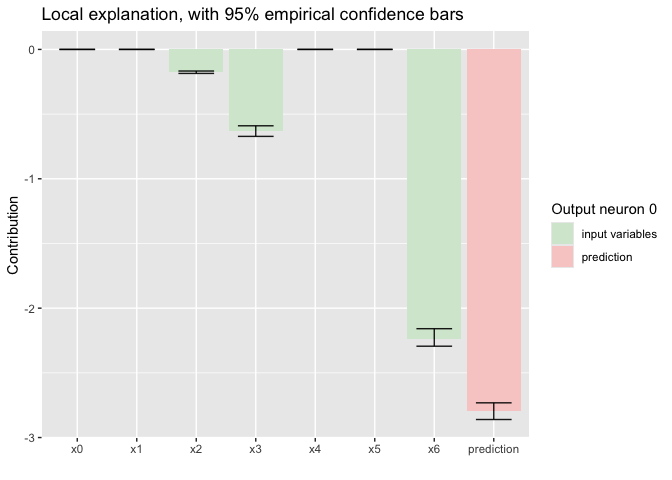 Local explanation, with 95% empirical confidence bars
Contribution
0
-1
-2
-3
x0
x1
x2
x3
x4
x5
x6
prediction
Output neuron 0
input variables
prediction